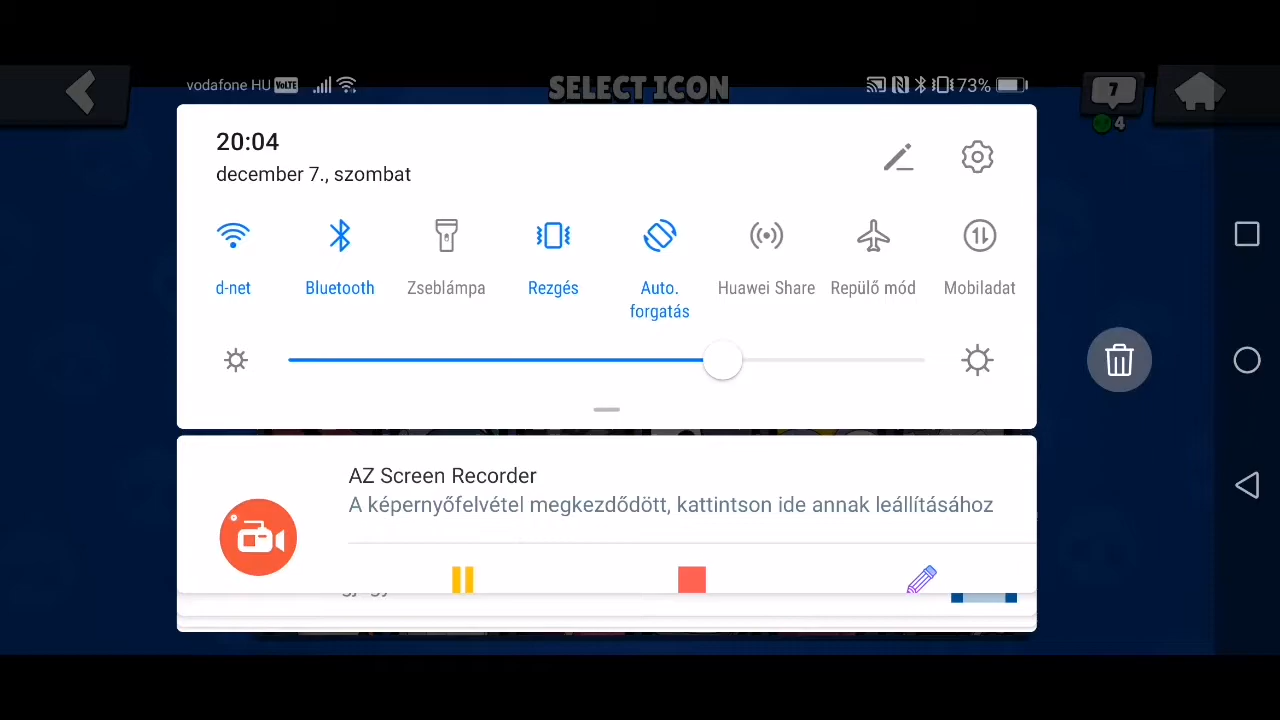 vodafone HU VoLTE
73%
SELECT ICON
7
4
20:04
december 7., szombat
d-net
Bluetooth
Zseblámpa
Rezgés
Auto.
forgatás
Huawei Share
Repülő mód
Mobiladat
AZ Screen Recorder
A képernyőfelvétel megkezdődött, kattintson ide annak leállításához